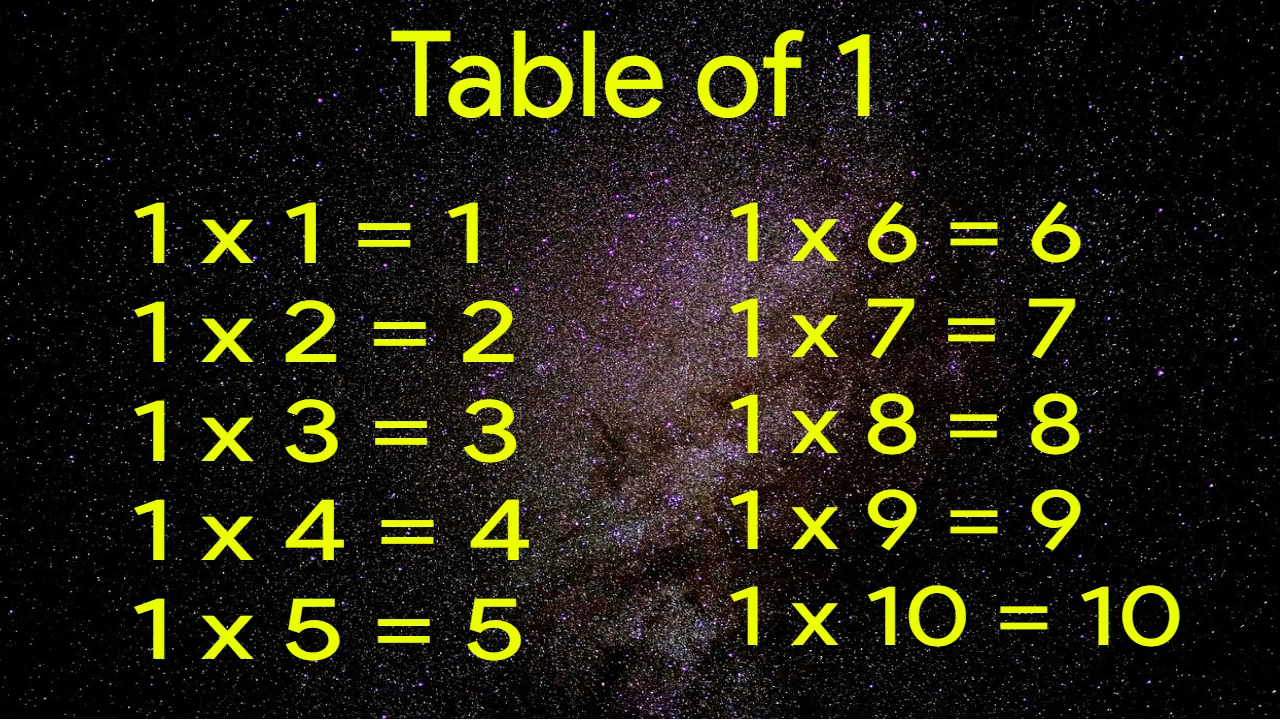 Table of 1
1 x 1 = 1
1 x 2 = 2
1 x 3 = 3
1 x 4 = 4
1 x 5 = 5
1 x 6 = 6
1 x 7 = 7
1 x 8 = 8
1 x 9 = 9
1 x 10 = 10